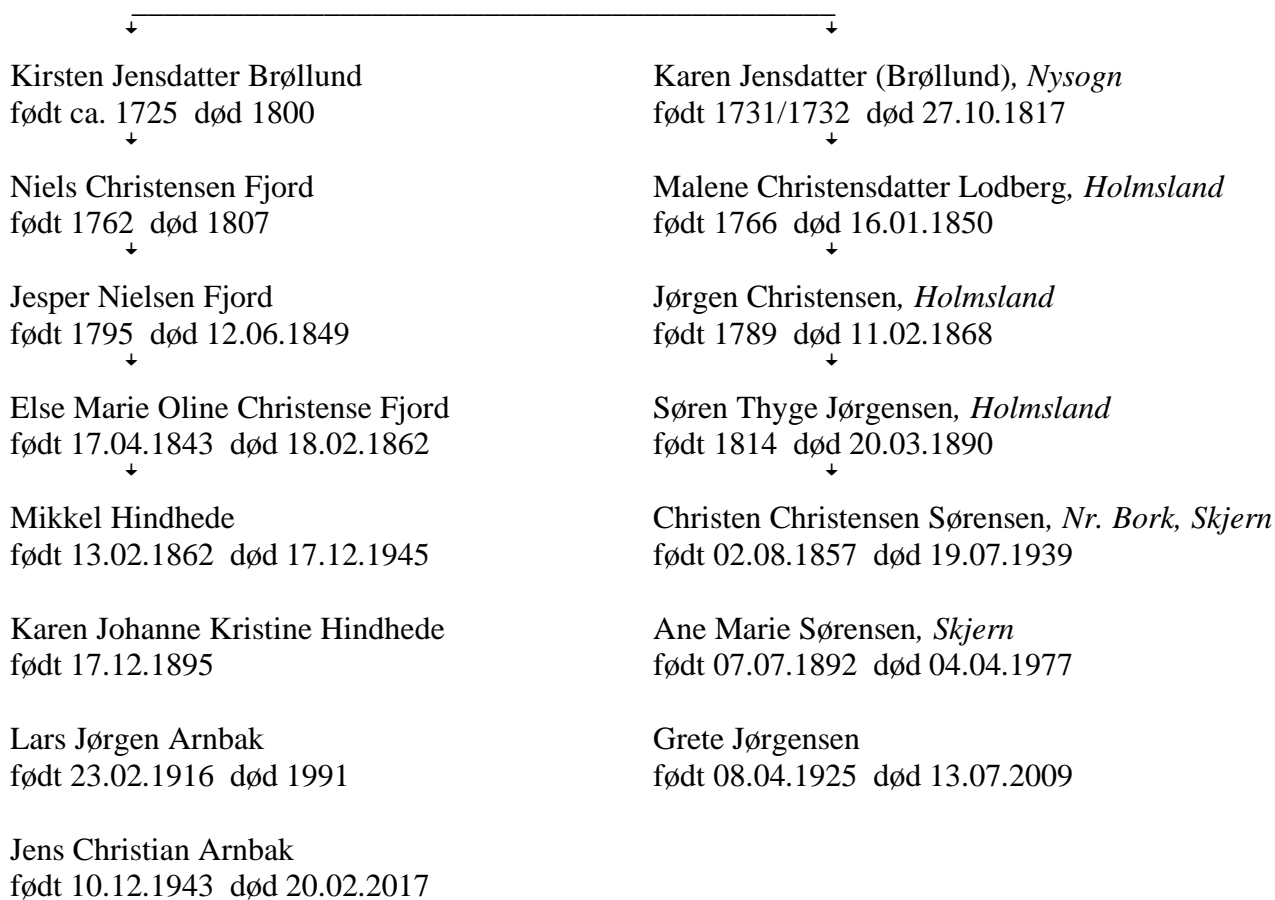 Kirsten Jensdatter Brøllund
født ca. 1725 død 1800
Niels Christensen Fjord
født 1762 død 1807
Jesper Nielsen Fjord
født 1795 død 12.06.1849
Else Marie Oline Christense Fjord
født 17.04.1843 død 18.02.1862
Mikkel Hindhede
født 13.02.1862 død 17.12.1945
Karen Johanne Kristine Hindhede
født 17.12.1895
Lars Jørgen Arnbak
født 23.02.1916 død 1991
Jens Christian Arnbak
født 10.12.1943 død 20.02.2017
Karen Jensdatter (Brøllund), Nysogn
født 1731/1732 død 27.10.1817
Malene Christensdatter Lodberg, Holmsland
født 1766 død 16.01.1850
Jørgen Christensen, Holmsland
født 1789 død 11.02.1868
Søren Thyge Jørgensen, Holmsland
født 1814 død 20.03.1890
Christen Christensen Sørensen, Nr. Bork, Skjern
født 02.08.1857 død 19.07.1939
Ane Marie Sørensen, Skjern
født 07.07.1892 død 04.04.1977
Grete Jørgensen
født 08.04.1925 død 13.07.2009